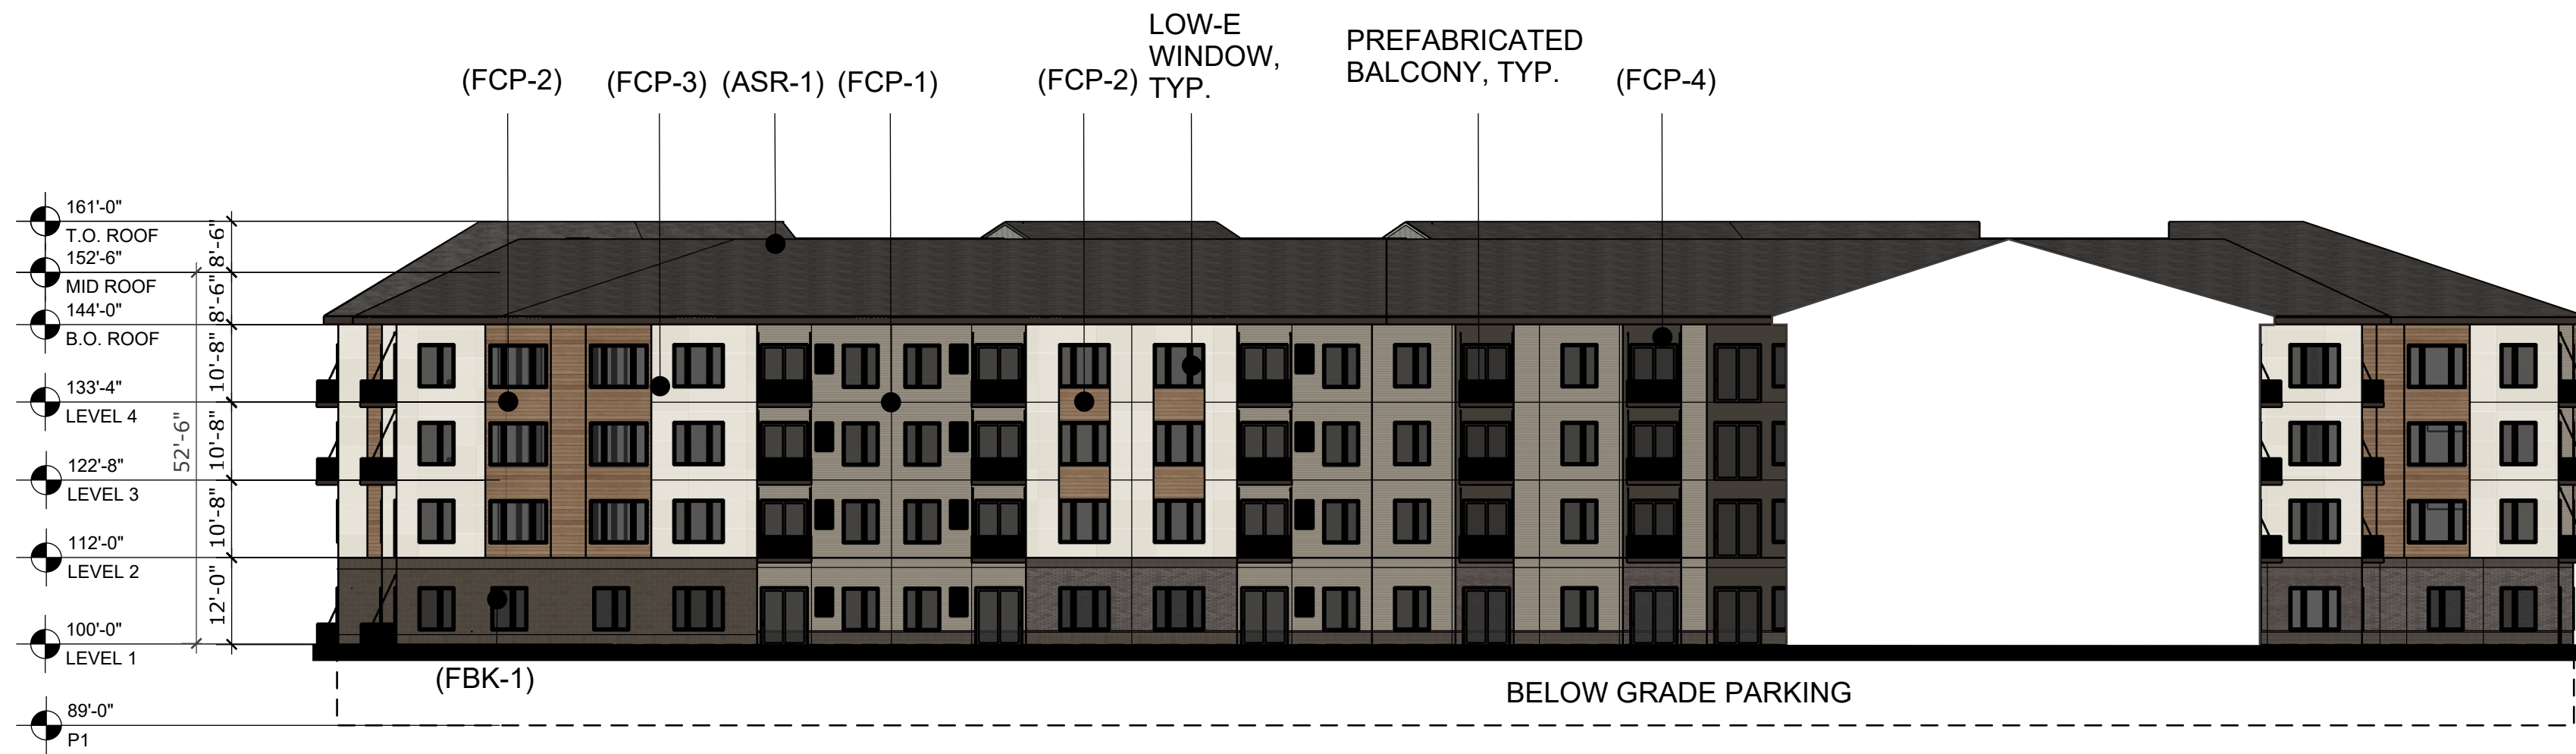 LOW-E
WINDOW,
TYP.
PREFABRICATED
BALCONY, TYP.
(FCP-2)
(FCP-3)
(ASR-1)
(FCP-1)
(FCP-2)
(FCP-4)
161'-0"
T.O. ROOF
152'-6"
MID ROOF
144'-0"
B.O. ROOF
133'-4"
LEVEL 4
122'-8"
LEVEL 3
112'-0"
LEVEL 2
100'-0"
LEVEL 1
89'-0"
P1
52'-6"
8'-6"
8'-6"
10'-8"
10'-8"
10'-8"
12'-0"
(FBK-1)
BELOW GRADE PARKING